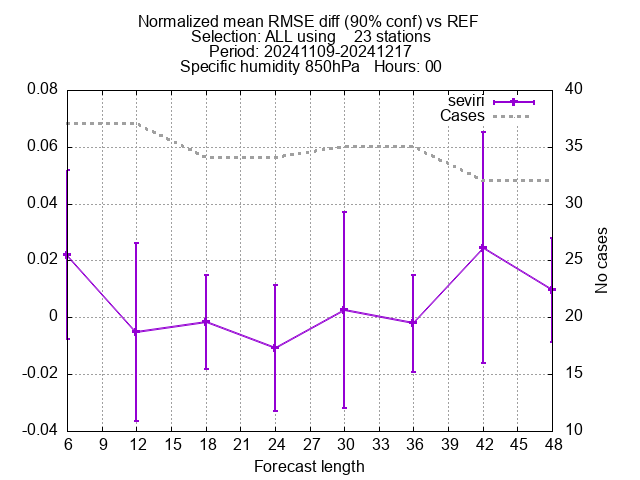 Normalized mean RMSE diff (90% conf) vs REF
Selection: ALL using    23 stations
Period: 20241109-20241217
Specific humidity 850hPa   Hours: 00
seviri
Cases
0.08
0.06
0.04
0.02
0
-0.02
-0.04
40
35
30
25
20
15
10
No cases
6 9 12 15 18 21 24 27 30 33 36 39 42 45 48
Forecast length